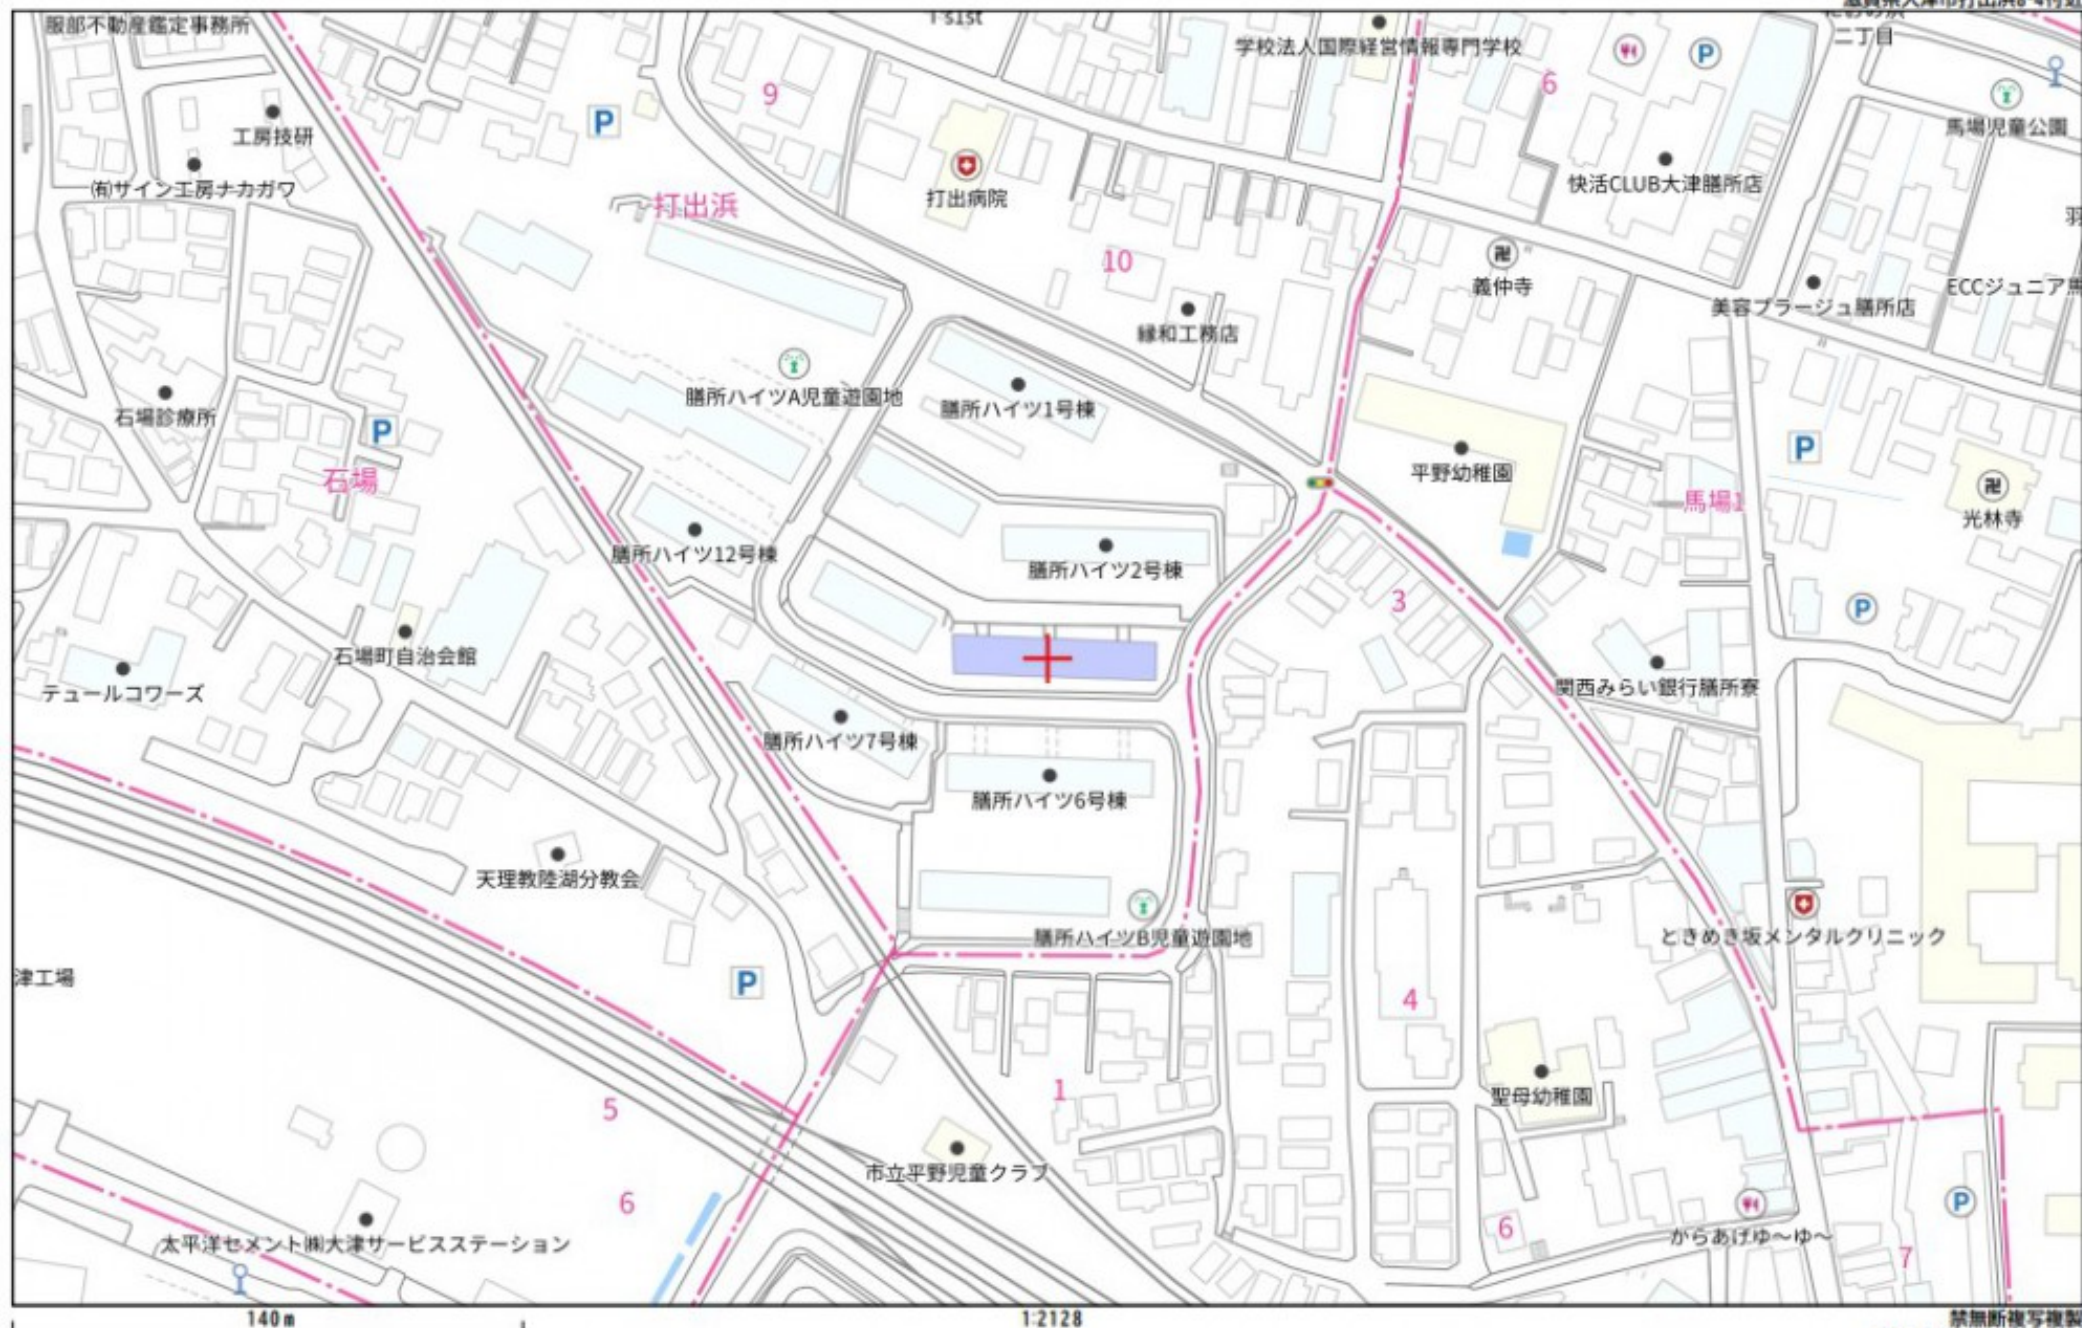 滋賀県大津市打出浜8-4付近
服部不動産鑑定事務所
二丁目
学校法人国際経営情報専門学校
P
9
6
P
馬場児童公園
工房技研
㈲サイン工房ナカガワ
打出浜
打出病院
快活CLUB大津膳所店
10
義仲寺
縁和工務店
美容プラージュ膳所店
ECCジュニア馬
石場診療所
P
膳所ハイツA児童遊園地
膳所ハイツ1号棟
平野幼稚園
P
石場
馬場1
光林寺
膳所ハイツ12号棟
膳所ハイツ2号棟
3
P
石場町自治会館
テュールコワーズ
関西みらい銀行膳所寮
膳所ハイツ7号棟
膳所ハイツ6号棟
天理教陸湖分教会
膳所ハイツB児童遊園地
ときめき坂メンタルクリニック
津工場
P
4
1
5
聖母幼稚園
市立平野児童クラブ
6
6
P
太平洋セメント㈱大津サービスステーション
からあげゆ〜ゆ〜
7
140m
1:2128
禁無断複写複製